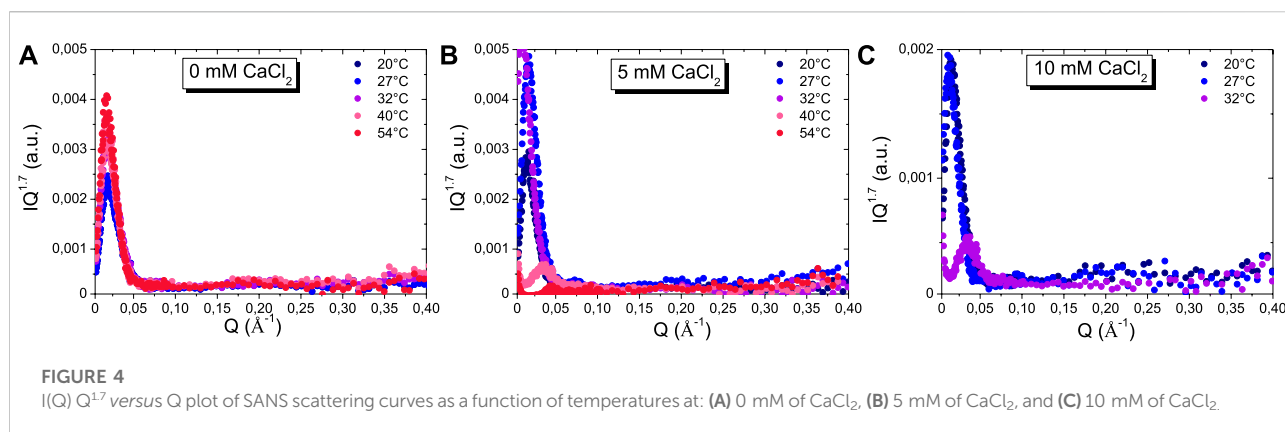 A
0 mM CaCl₂
20°C
27°C
32°C
40°C
54°C
0,005
0,004
0,003
0,002
0,001
0
IQ¹·⁷ (a.u.)
0 0,05 0,10 0,15 0,20 0,25 0,30 0,35 0,40
Q (Å⁻¹)
B
5 mM CaCl₂
20°C
27°C
32°C
40°C
54°C
0,005
0,004
0,003
0,002
0,001
0
IQ¹·⁷ (a.u.)
0 0,05 0,10 0,15 0,20 0,25 0,30 0,35 0,40
Q (Å⁻¹)
C
10 mM CaCl₂
20°C
27°C
32°C
0,002
0,001
0
IQ¹·⁷ (a.u.)
0 0,05 0,10 0,15 0,20 0,25 0,30 0,35 0,40
Q (Å⁻¹)
FIGURE 4
I(Q) Q¹·⁷ versus Q plot of SANS scattering curves as a function of temperatures at: (A) 0 mM of CaCl₂, (B) 5 mM of CaCl₂, and (C) 10 mM of CaCl₂.